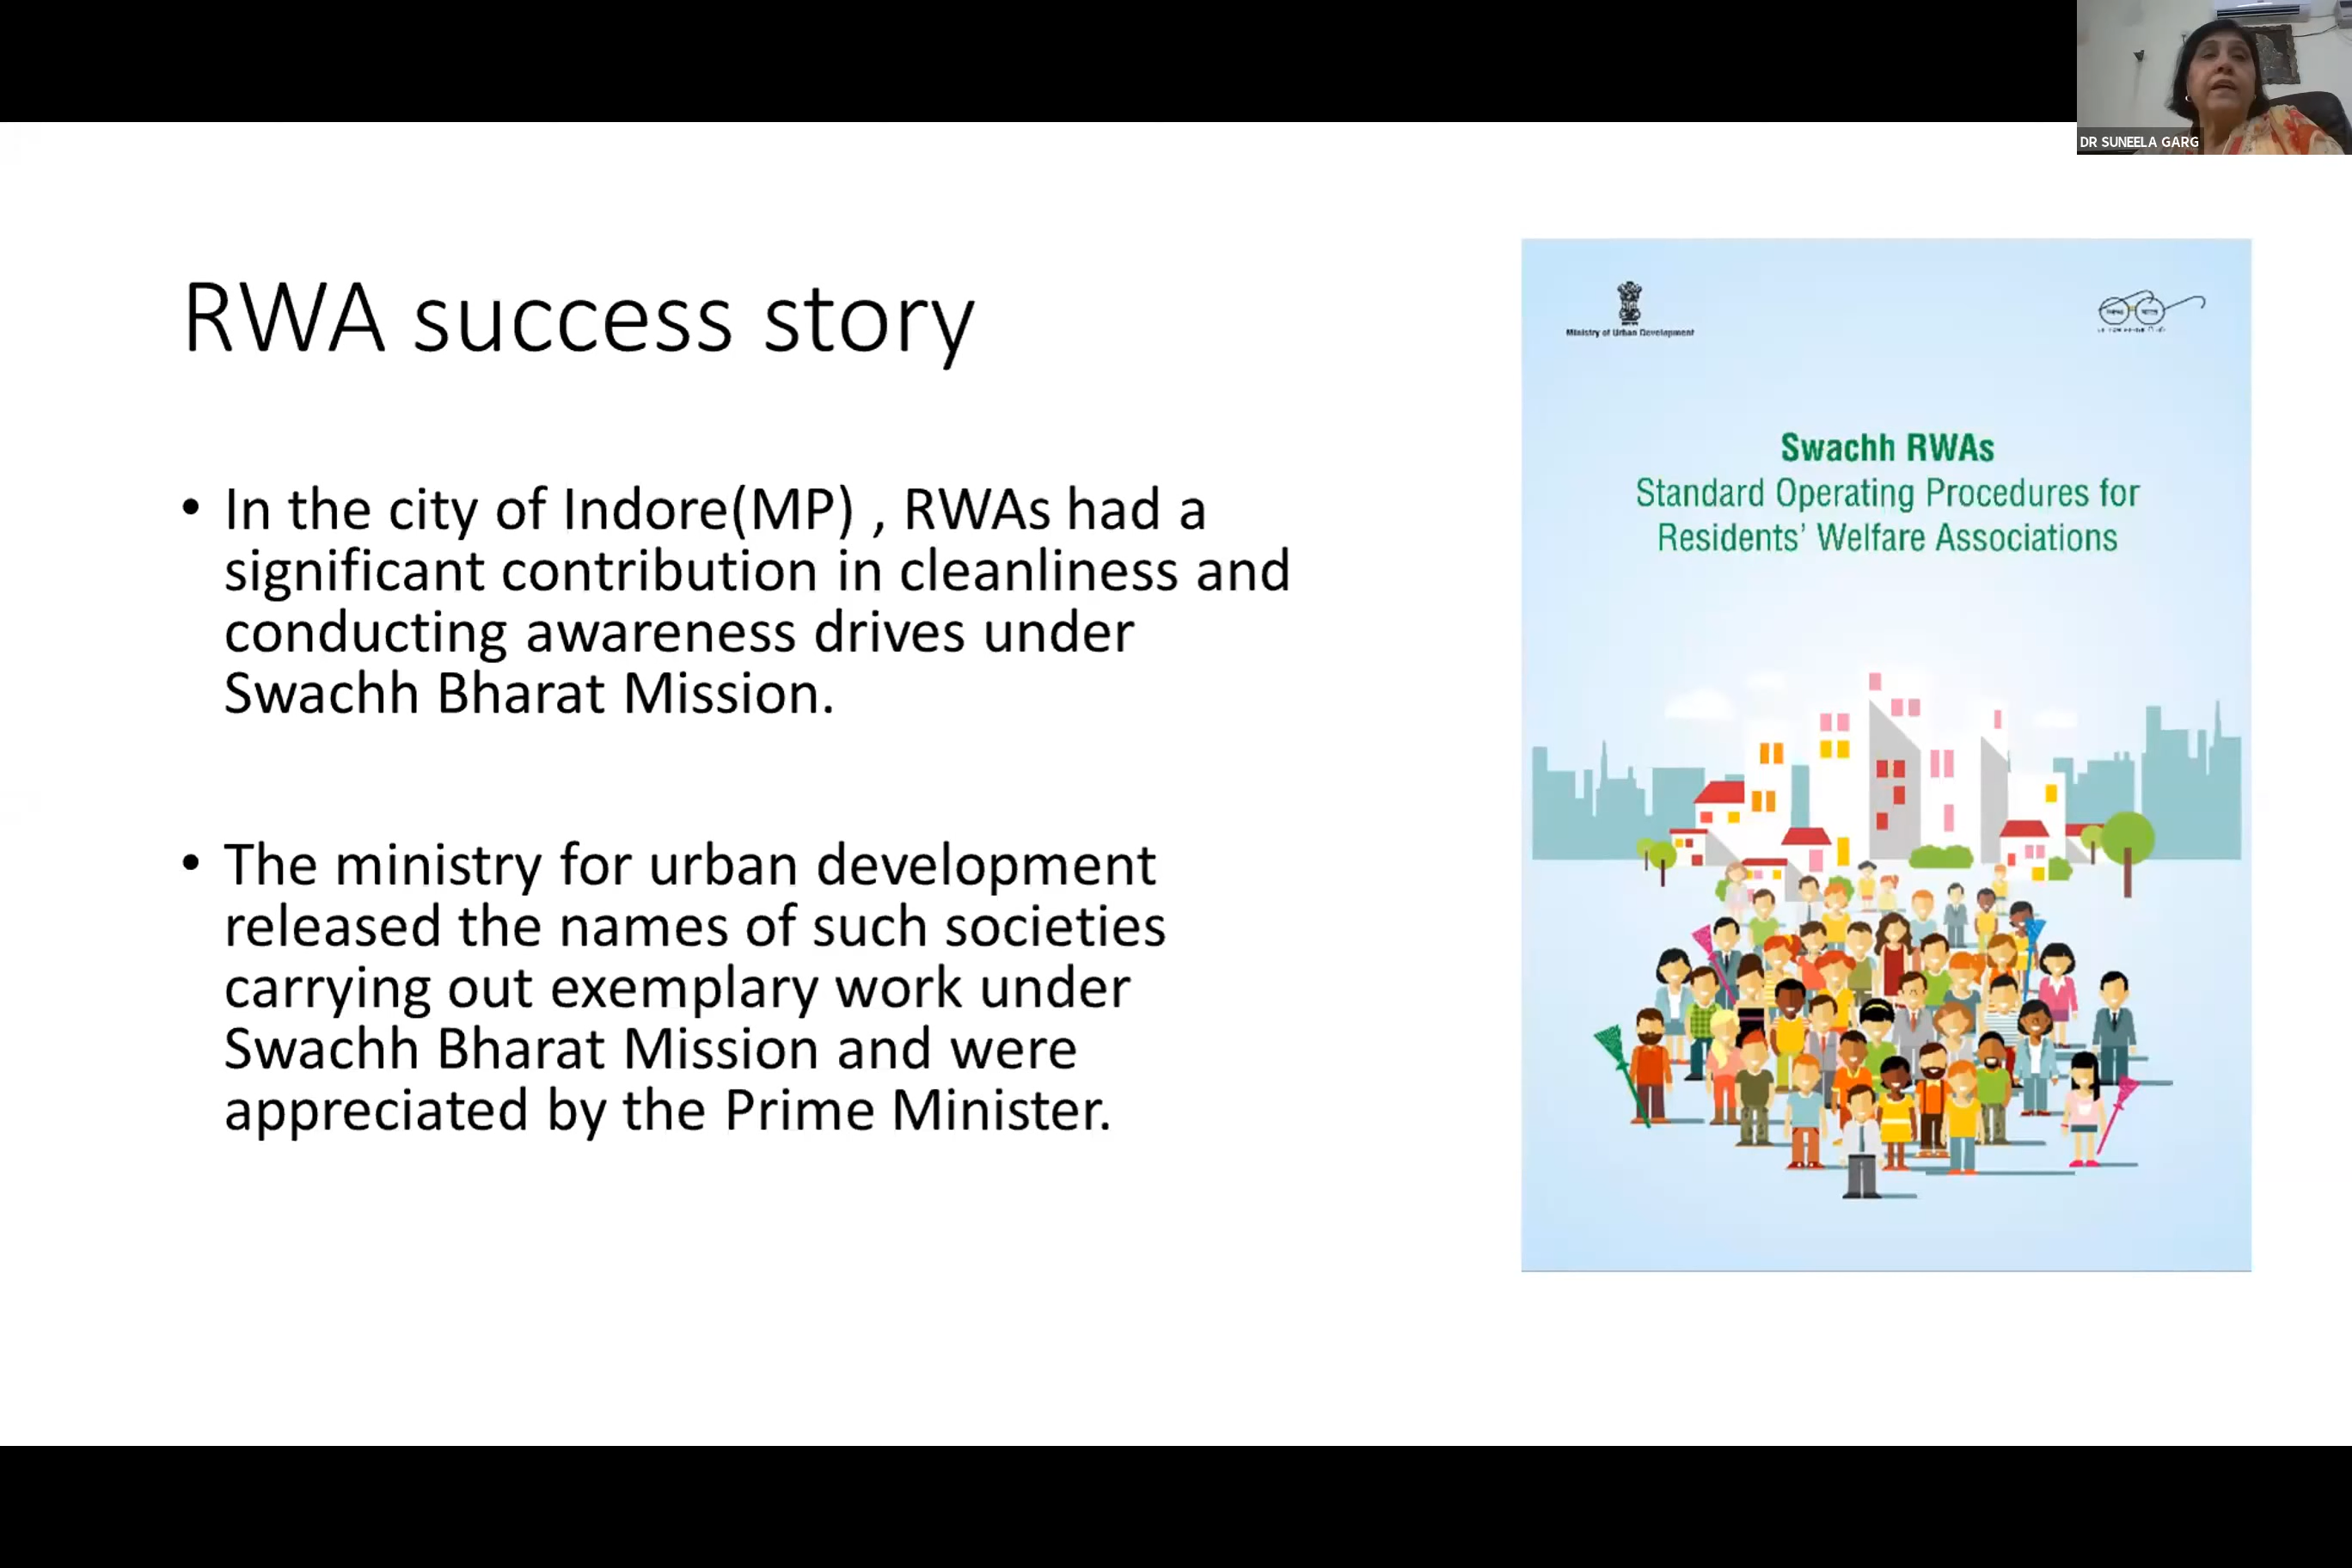 DR SUNEELA GARG
RWA success story
• In the city of Indore(MP) , RWAs had a
significant contribution in cleanliness and
conducting awareness drives under
Swachh Bharat Mission.
• The ministry for urban development
released the names of such societies
carrying out exemplary work under
Swachh Bharat Mission and were
appreciated by the Prime Minister.
Ministry of Urban Development
Swachh RWAs
Standard Operating Procedures for
Residents’ Welfare Associations